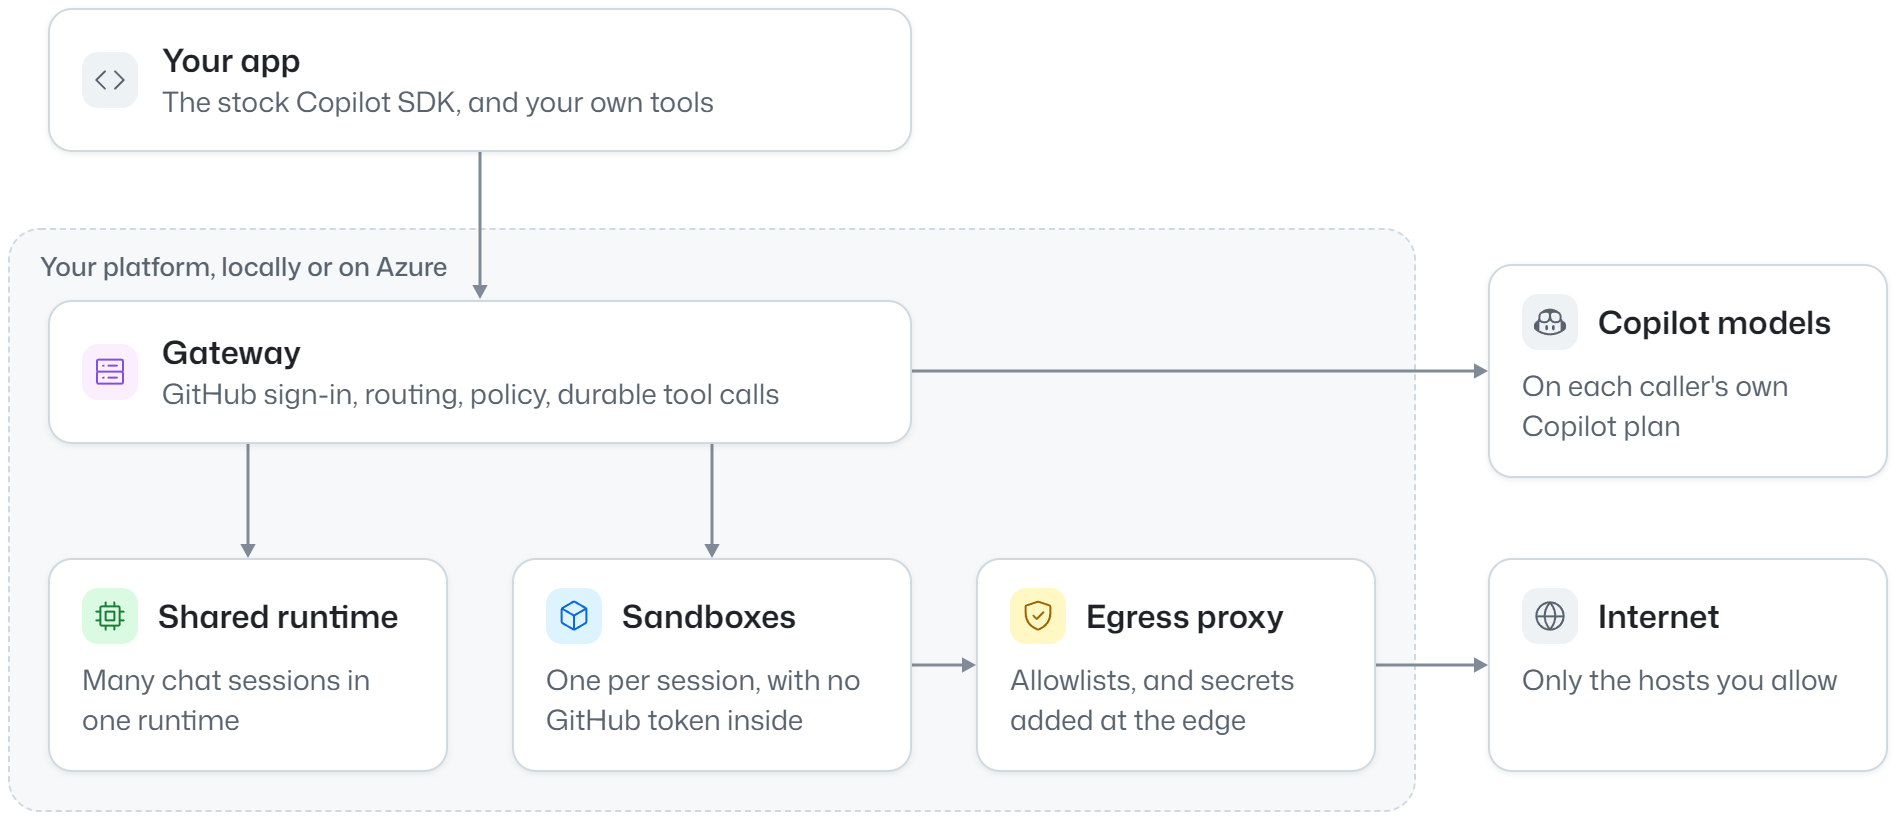 Your app
The stock Copilot SDK, and your own tools
Your platform, locally or on Azure
Gateway
GitHub sign-in, routing, policy, durable tool calls
Copilot models
On each caller's own
Copilot plan
Shared runtime
Many chat sessions in
one runtime
Sandboxes
One per session, with no
GitHub token inside
Egress proxy
Allowlists, and secrets
added at the edge
Internet
Only the hosts you allow